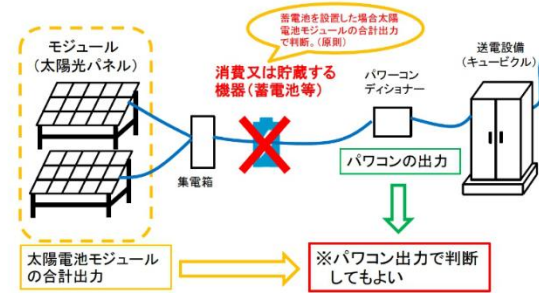 蓄電池を設置した場合太陽
電池モジュールの合計出力
で判断。（原則）
モジュール
（太陽光パネル）
消費又は貯蔵する
機器（蓄電池等）
パワーコン
ディショナー
送電設備
（キュービクル）
集電箱
パワコンの出力
太陽電池モジュール
の合計出力
※パワコン出力で判断
してもよい